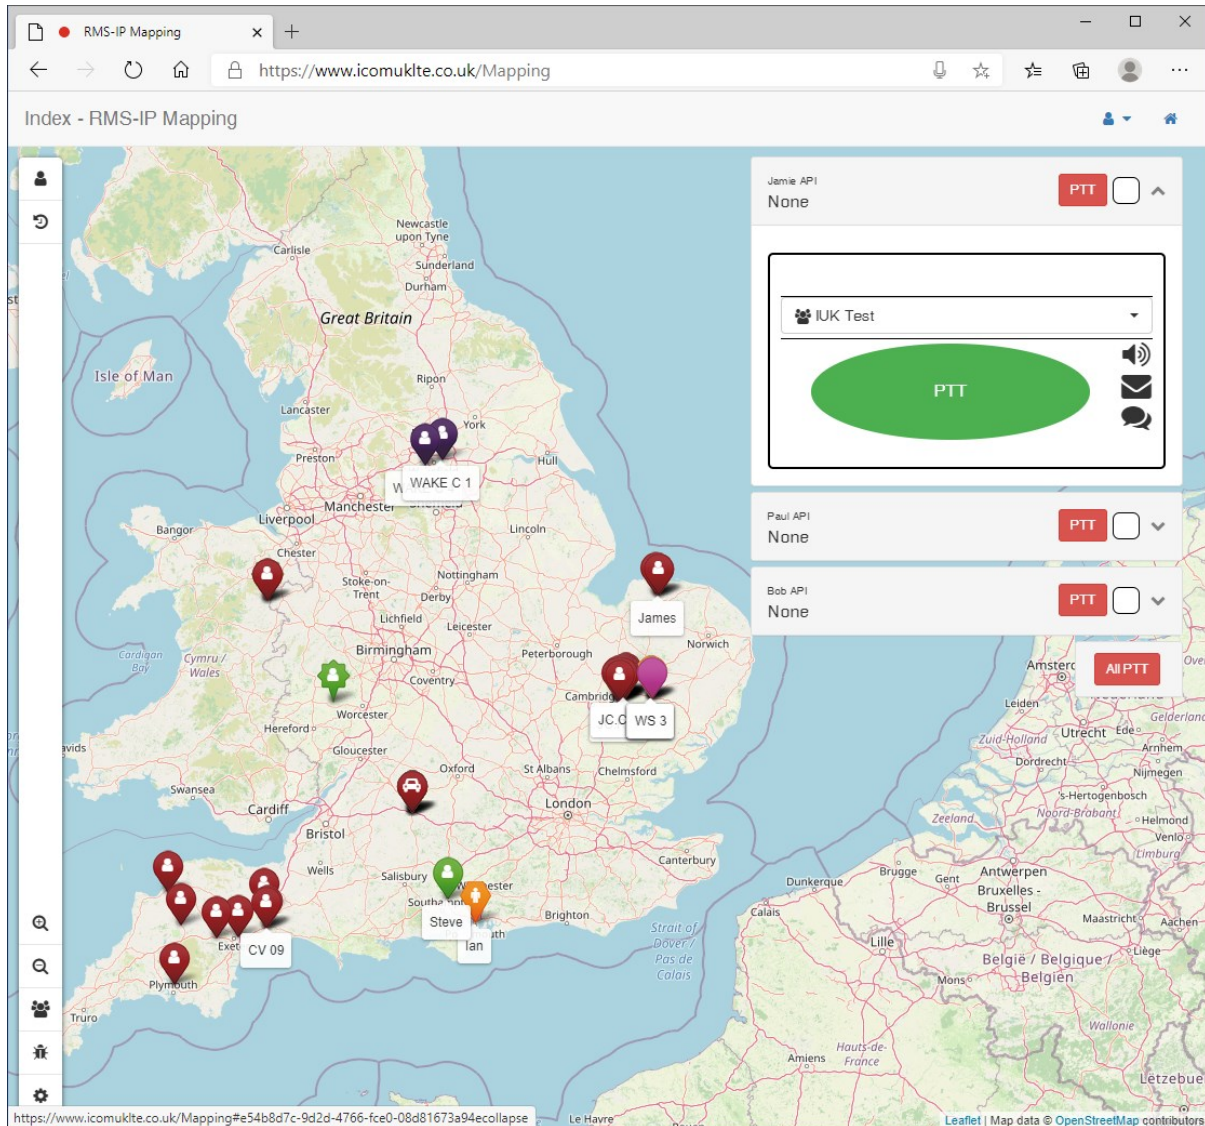 RMS-IP Mapping
https://www.icomuklte.co.uk/Mapping
Index - RMS-IP Mapping
Jamie API
None
PTT
IUK Test
PTT
Paul API
None
PTT
Bob API
None
PTT
All PTT
Newcastle
upon Tyne
Carlisle
Sunderland
Durham
Great Britain
Isle of Man
Ripon
Lancaster
York
Preston
Hull
WAKE C 1
Manchester
Liverpool
Bangor
Lincoln
Chester
Stoke-on-
Trent
Nottingham
Derby
James
Lichfield
Leicester
Norwich
Cardigan
Bay
Cymru /
Wales
Birmingham
Peterborough
Coventry
Cambridge
Worcester
Hereford
JC.C
WS 3
Gloucester
Oxford
St Albans
Chelmsford
Swansea
Cardiff
London
Bristol
Wells
Canterbury
Salisbury
Steve
Brighton
Ian
CV 09
Plymouth
Truro
Strait of
Dover /
Pas de
Calais
Leiden
Utrecht
Ede
Gelderland
Zuid-Holland
Arnhem
Dordrecht
Nijmegen
's-Hertogenbosch
Noord-Brabant
Helmond
Zeeland
Venlo
Limburg
Dunkerque
Brugge
Gent
Antwerpen
Bruxelles -
Brussel
Calais
Maastricht
Aachen
Lille
België / Belgique /
Belgien
Liège
Mons
Wallonie
Amiens
Hauts-de-
France
Lëtzebue
Le Havre
https://www.icomuklte.co.uk/Mapping#e54b8d7c-9d2d-4766-fce0-08d81673a94ecollapse
Leaflet | Map data © OpenStreetMap contributors